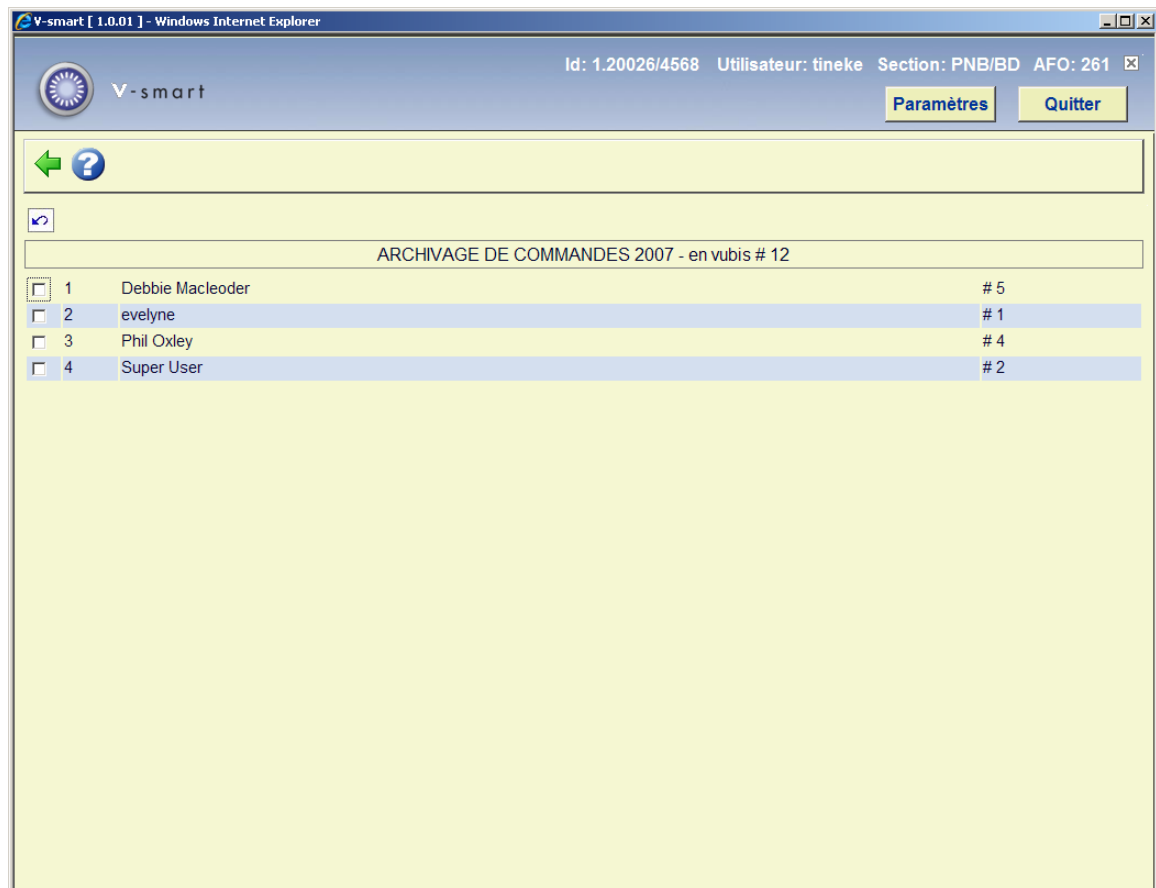 V-smart [ 1.0.01 ] - Windows Internet Explorer
Id: 1.20026/4568 Utilisateur: tineke Section: PNB/BD AFO: 261
V-smart
Paramètres Quitter
?
ARCHIVAGE DE COMMANDES 2007 - en vubis # 12
1 Debbie Macleoder # 5
2 evelyne # 1
3 Phil Oxley # 4
4 Super User # 2